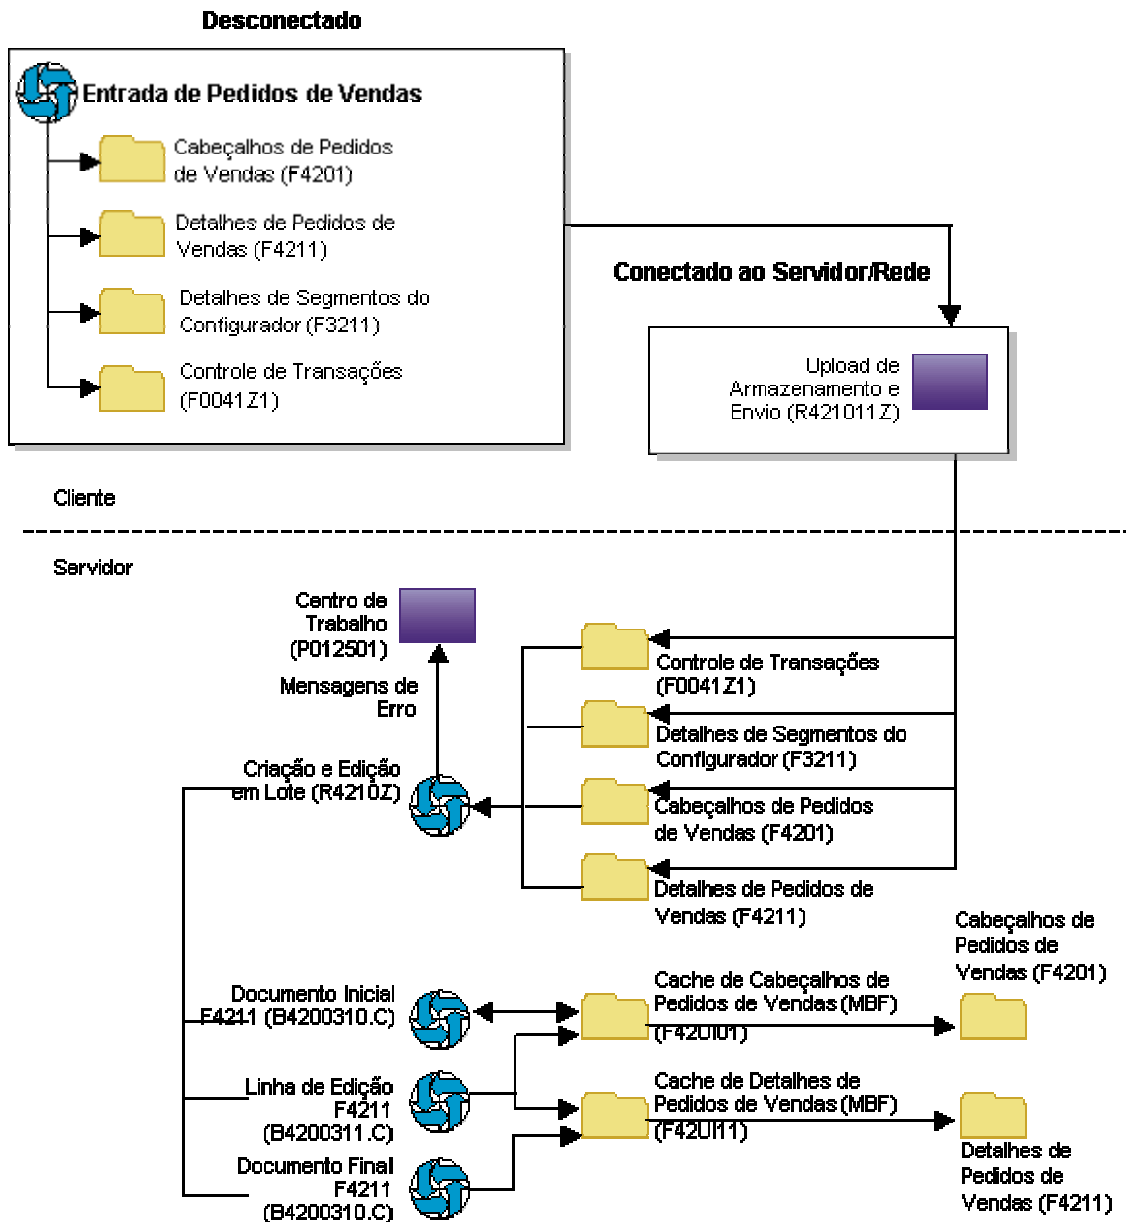 Desconectado
Entrada de Pedidos de Vendas
Cabeçalhos de Pedidos
de Vendas (F4201)
Detalhes de Pedidos de
Vendas (F4211)
Detalhes de Segmentos do
Configurador (F3211)
Controle de Transações
(F0041Z1)
Conectado ao Servidor/Rede
Upload de
Armazenamento e
Envio (R421011Z)
Cliente
Servidor
Centro de
Trabalho
(P012501)
Mensagens de
Erro
Criação e Edição
em Lote (R4210Z)
Controle de Transações
(F0041Z1)
Detalhes de Segmentos do
Configurador (F3211)
Cabeçalhos de Pedidos
de Vendas (F4201)
Detalhes de Pedidos de
Vendas (F4211)
Cabeçalhos de
Pedidos de
Vendas (F4201)
Documento Inicial
F4211 (B4200310.C)
Cache de Cabeçalhos de
Pedidos de Vendas (MBF)
(F42UI01)
Linha de Edição
F4211
(B4200311.C)
Cache de Detalhes de
Pedidos de Vendas (MBF)
(F42UI11)
Documento Final
F4211
(B4200310.C)
Detalhes de
Pedidos de
Vendas (F4211)